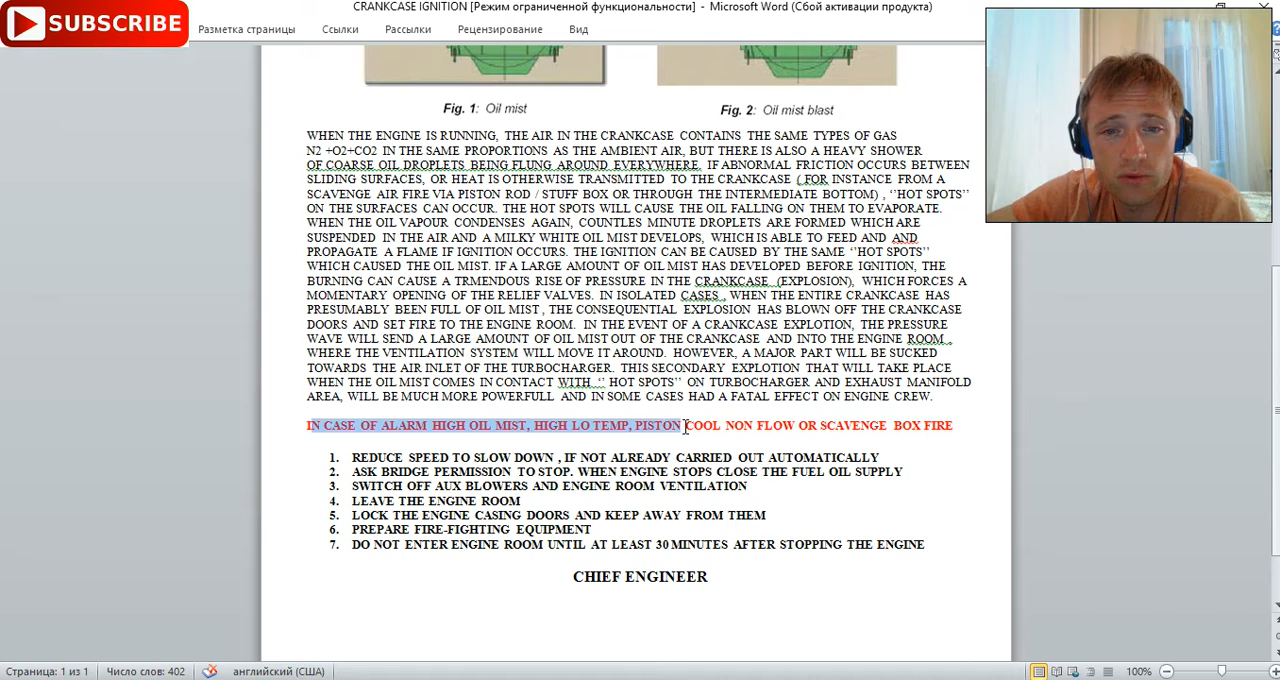 SUBSCRIBE
CRANKCASE IGNITION [Режим ограниченной функциональности] - Microsoft Word (Сбой активации продукта)
Разметка страницы Ссылки Рассылки Рецензирование Вид
Fig. 1: Oil mist Fig. 2: Oil mist blast
WHEN THE ENGINE IS RUNNING, THE AIR IN THE CRANKCASE CONTAINS THE SAME TYPES OF GAS
N2 +O2+CO2 IN THE SAME PROPORTIONS AS THE AMBIENT AIR, BUT THERE IS ALSO A HEAVY SHOWER
OF COARSE OIL DROPLETS BEING FLUNG AROUND EVERYWHERE. IF ABNORMAL FRICTION OCCURS BETWEEN
SLIDING SURFACES, OR HEAT IS OTHERWISE TRANSMITTED TO THE CRANKCASE ( FOR INSTANCE FROM A
SCAVENGE AIR FIRE VIA PISTON ROD / STUFF BOX OR THROUGH THE INTERMEDIATE BOTTOM) , ‘’HOT SPOTS’’
ON THE SURFACES CAN OCCUR. THE HOT SPOTS WILL CAUSE THE OIL FALLING ON THEM TO EVAPORATE.
WHEN THE OIL VAPOUR CONDENSES AGAIN, COUNTLES MINUTE DROPLETS ARE FORMED WHICH ARE
SUSPENDED IN THE AIR AND A MILKY WHITE OIL MIST DEVELOPS, WHICH IS ABLE TO FEED AND AND
PROPAGATE A FLAME IF IGNITION OCCURS. THE IGNITION CAN BE CAUSED BY THE SAME ‘’HOT SPOTS’’
WHICH CAUSED THE OIL MIST. IF A LARGE AMOUNT OF OIL MIST HAS DEVELOPED BEFORE IGNITION, THE
BURNING CAN CAUSE A TRMENDOUS RISE OF PRESSURE IN THE CRANKCASE (EXPLOSION), WHICH FORCES A
MOMENTARY OPENING OF THE RELIEF VALVES. IN ISOLATED CASES , WHEN THE ENTIRE CRANKCASE HAS
PRESUMABLY BEEN FULL OF OIL MIST , THE CONSEQUENTIAL EXPLOSION HAS BLOWN OFF THE CRANKCASE
DOORS AND SET FIRE TO THE ENGINE ROOM. IN THE EVENT OF A CRANKCASE EXPLOTION, THE PRESSURE
WAVE WILL SEND A LARGE AMOUNT OF OIL MIST OUT OF THE CRANKCASE AND INTO THE ENGINE ROOM ,
WHERE THE VENTILATION SYSTEM WILL MOVE IT AROUND. HOWEVER, A MAJOR PART WILL BE SUCKED
TOWARDS THE AIR INLET OF THE TURBOCHARGER. THIS SECONDARY EXPLOTION THAT WILL TAKE PLACE
WHEN THE OIL MIST COMES IN CONTACT WITH ‘’ HOT SPOTS’’ ON TURBOCHARGER AND EXHAUST MANIFOLD
AREA, WILL BE MUCH MORE POWERFULL AND IN SOME CASES HAD A FATAL EFFECT ON ENGINE CREW.
IN CASE OF ALARM HIGH OIL MIST, HIGH LO TEMP, PISTON COOL NON FLOW OR SCAVENGE BOX FIRE
1. REDUCE SPEED TO SLOW DOWN , IF NOT ALREADY CARRIED OUT AUTOMATICALLY
2. ASK BRIDGE PERMISSION TO STOP. WHEN ENGINE STOPS CLOSE THE FUEL OIL SUPPLY
3. SWITCH OFF AUX BLOWERS AND ENGINE ROOM VENTILATION
4. LEAVE THE ENGINE ROOM
5. LOCK THE ENGINE CASING DOORS AND KEEP AWAY FROM THEM
6. PREPARE FIRE-FIGHTING EQUIPMENT
7. DO NOT ENTER ENGINE ROOM UNTIL AT LEAST 30 MINUTES AFTER STOPPING THE ENGINE
CHIEF ENGINEER
Страница: 1 из 1 Число слов: 402 английский (США) 100%